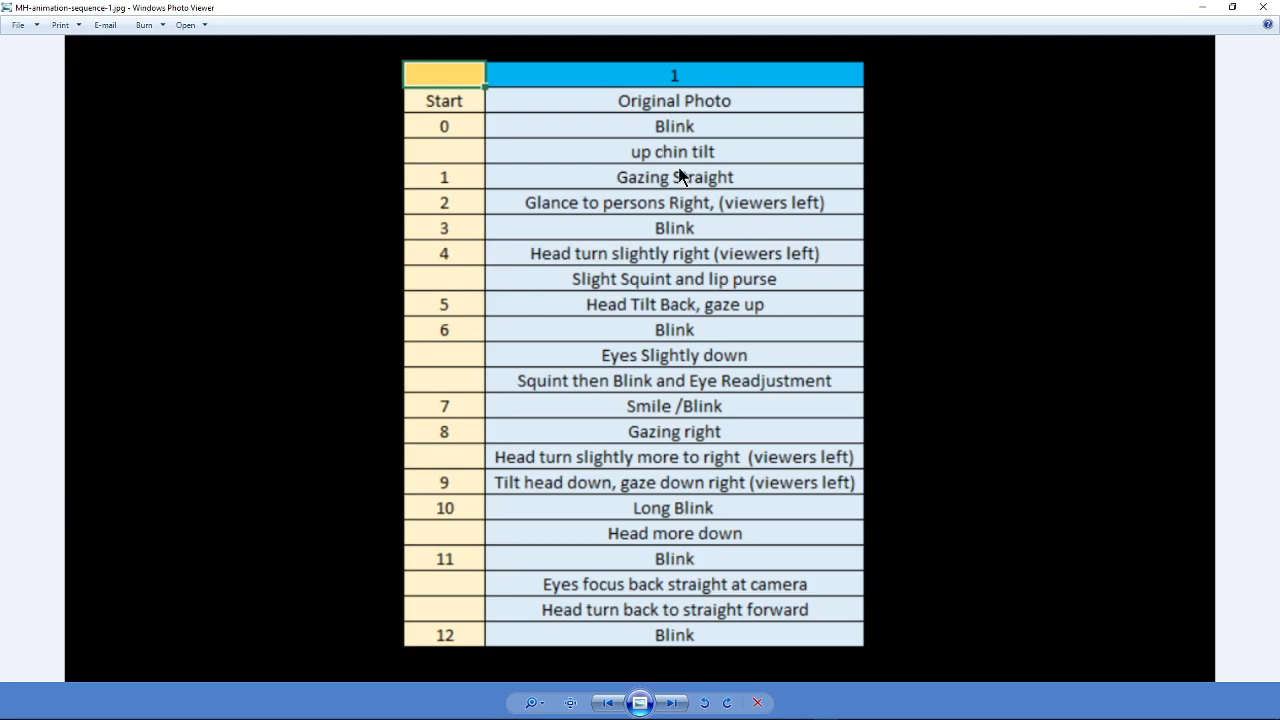 MH-animation-sequence-1.jpg - Windows Photo Viewer
File Print E-mail Burn Open
1
Start Original Photo
0 Blink
up chin tilt
1 Gazing Straight
2 Glance to persons Right, (viewers left)
3 Blink
4 Head turn slightly right (viewers left)
Slight Squint and lip purse
5 Head Tilt Back, gaze up
6 Blink
Eyes Slightly down
Squint then Blink and Eye Readjustment
7 Smile /Blink
8 Gazing right
Head turn slightly more to right (viewers left)
9 Tilt head down, gaze down right (viewers left)
10 Long Blink
Head more down
11 Blink
Eyes focus back straight at camera
Head turn back to straight forward
12 Blink